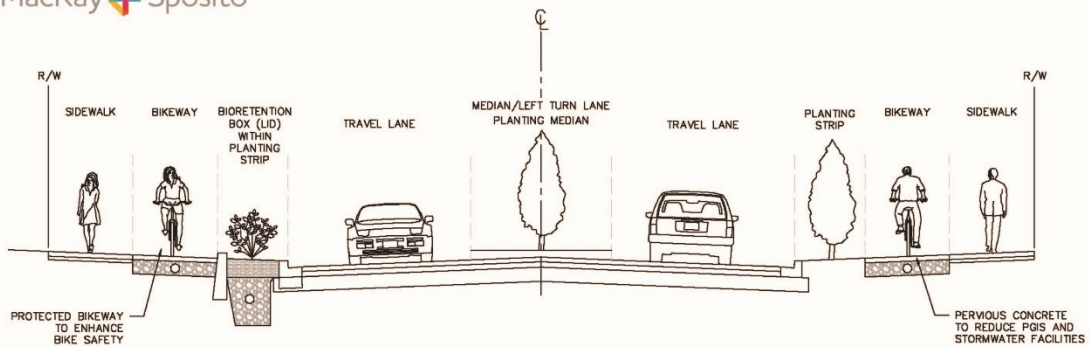 MacKay Sposito
℄
R/W
R/W
SIDEWALK
BIKEWAY
BIORETENTION
BOX (LID)
WITHIN
PLANTING
STRIP
TRAVEL LANE
MEDIAN/LEFT TURN LANE
PLANTING MEDIAN
TRAVEL LANE
PLANTING
STRIP
BIKEWAY
SIDEWALK
PROTECTED BIKEWAY
TO ENHANCE
BIKE SAFETY
PERVIOUS CONCRETE
TO REDUCE PGIS AND
STORMWATER FACILITIES